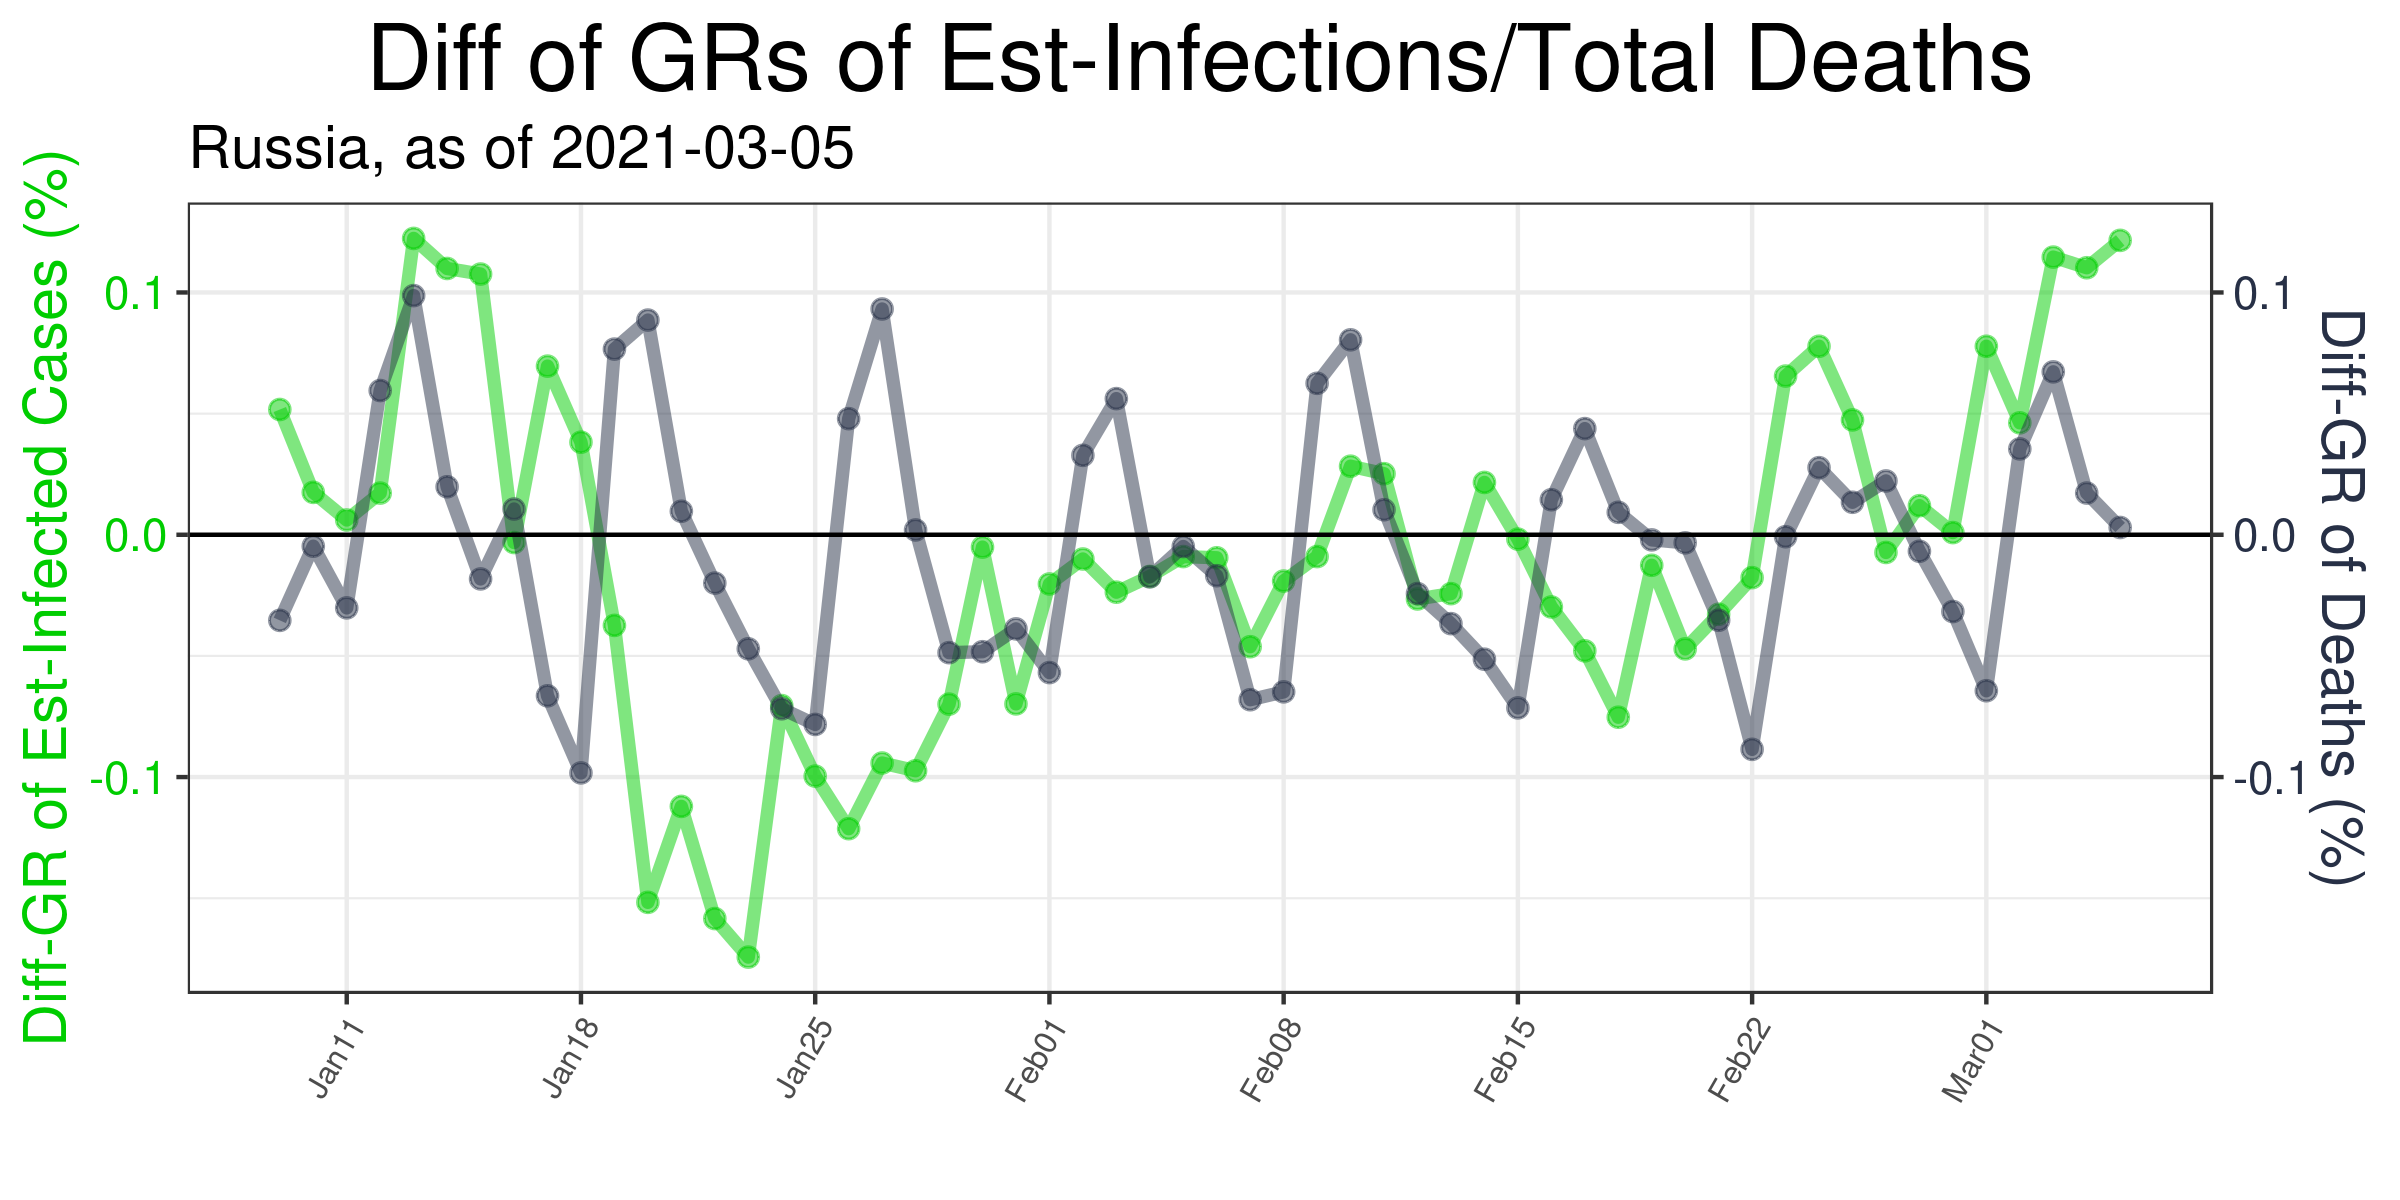 Diff of GRs of Est-Infections/Total Deaths
Russia, as of 2021-03-05
Diff-GR of Est-Infected Cases (%)
0.1
0.0
-0.1
0.1
0.0
-0.1
Diff-GR of Deaths (%)
Jan11
Jan18
Jan25
Feb01
Feb08
Feb15
Feb22
Mar01